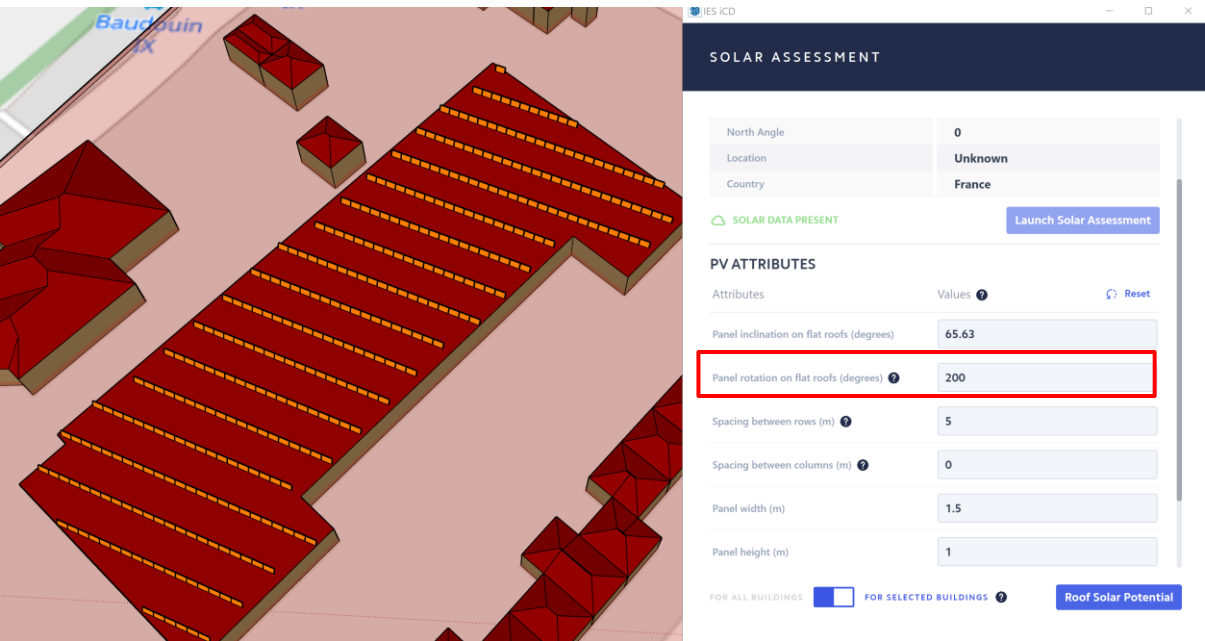 Baudouin
4X
IES iCD
SOLAR ASSESSMENT
North Angle 0
Location Unknown
Country France
SOLAR DATA PRESENT Launch Solar Assessment
PV ATTRIBUTES
Attributes Values ? Reset
Panel inclination on flat roofs (degrees) 65.63
Panel rotation on flat roofs (degrees) ? 200
Spacing between rows (m) ? 5
Spacing between columns (m) ? 0
Panel width (m) 1.5
Panel height (m) 1
FOR ALL BUILDINGS FOR SELECTED BUILDINGS ? Roof Solar Potential